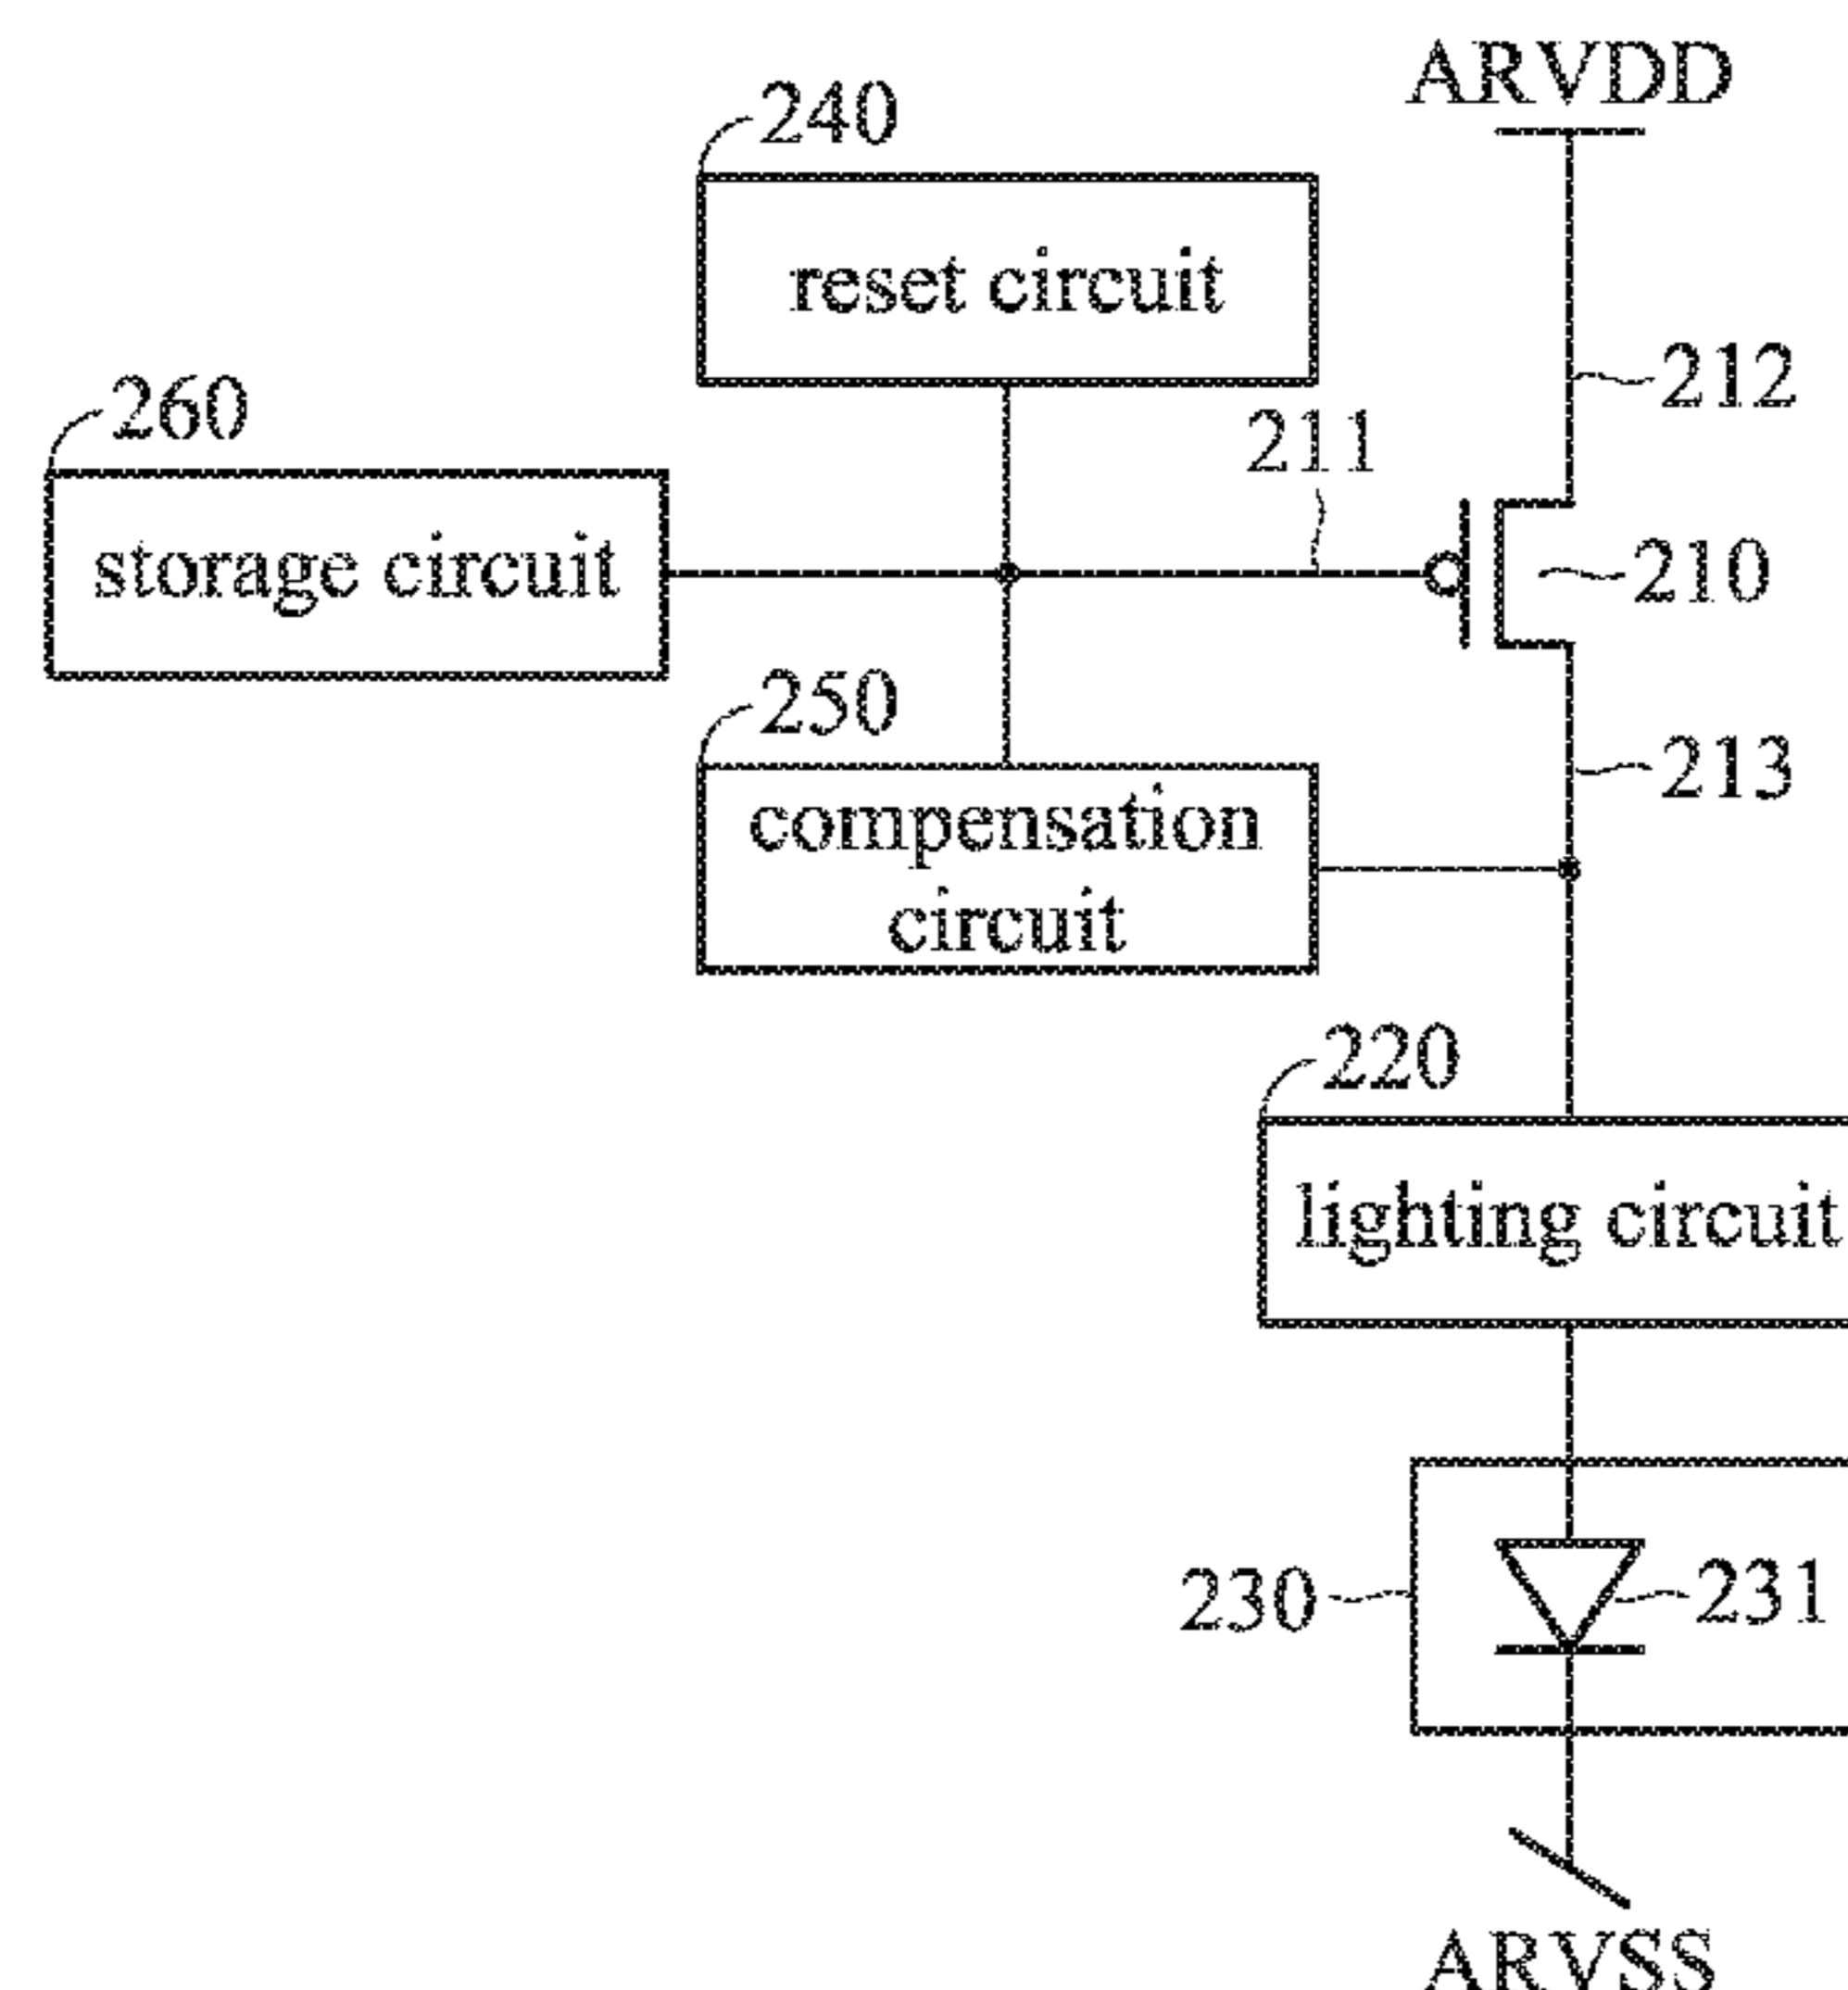 ARVDD
240
reset circuit
212
260
211
storage circuit
210
250
213
compensation
circuit
220
lighting circuit
230
231
ARVSS